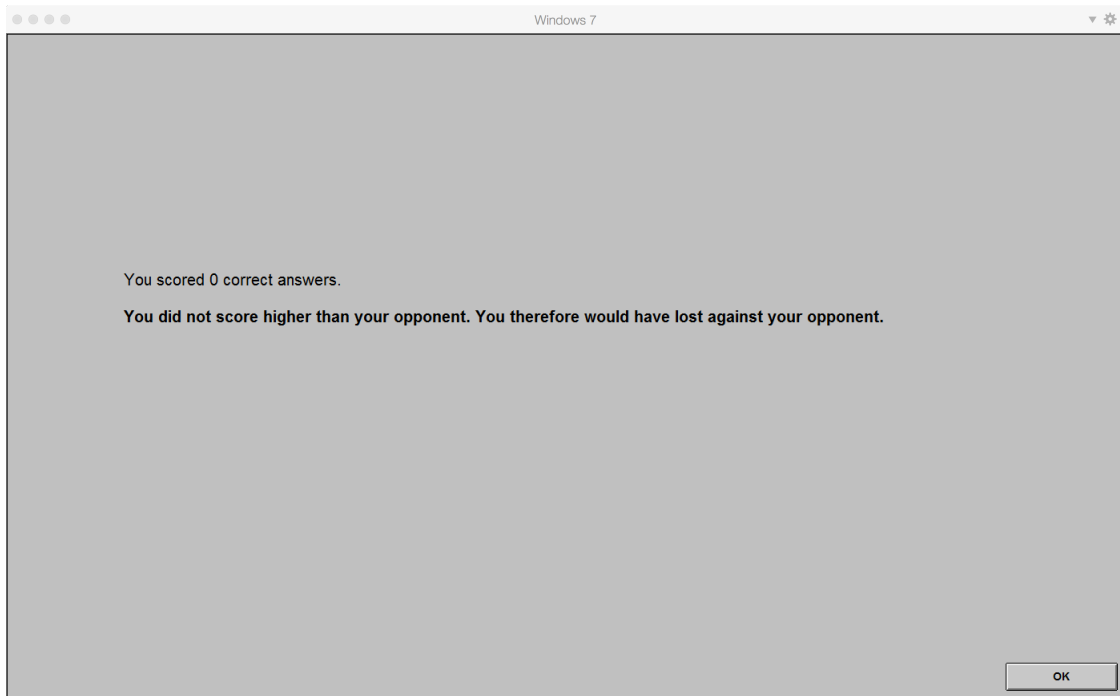 Windows 7
You scored 0 correct answers.
You did not score higher than your opponent. You therefore would have lost against your opponent.
OK